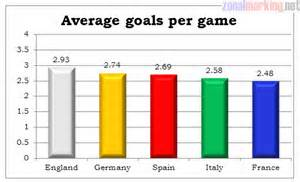 zonalmarking.net
Average goals per game
4
3.5
3
2.5
2
1.5
1
0.5
0
2.93
2.74
2.69
2.58
2.48
England
Germany
Spain
Italy
France